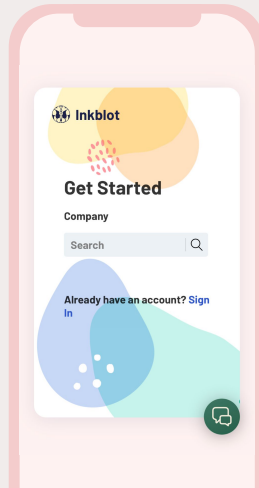 Inkblot
Get Started
Company
Search
Already have an account? Sign
In